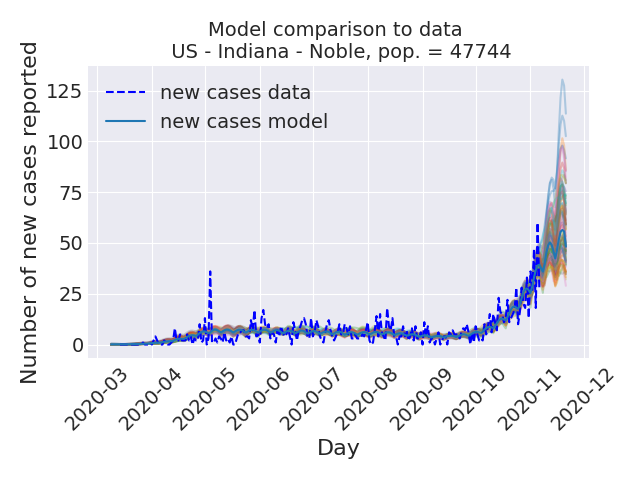 Model comparison to data
US - Indiana - Noble, pop. = 47744
Number of new cases reported
125
100
75
50
25
0
new cases data
new cases model
2020-03
2020-04
2020-05
2020-06
2020-07
2020-08
2020-09
2020-10
2020-11
2020-12
Day